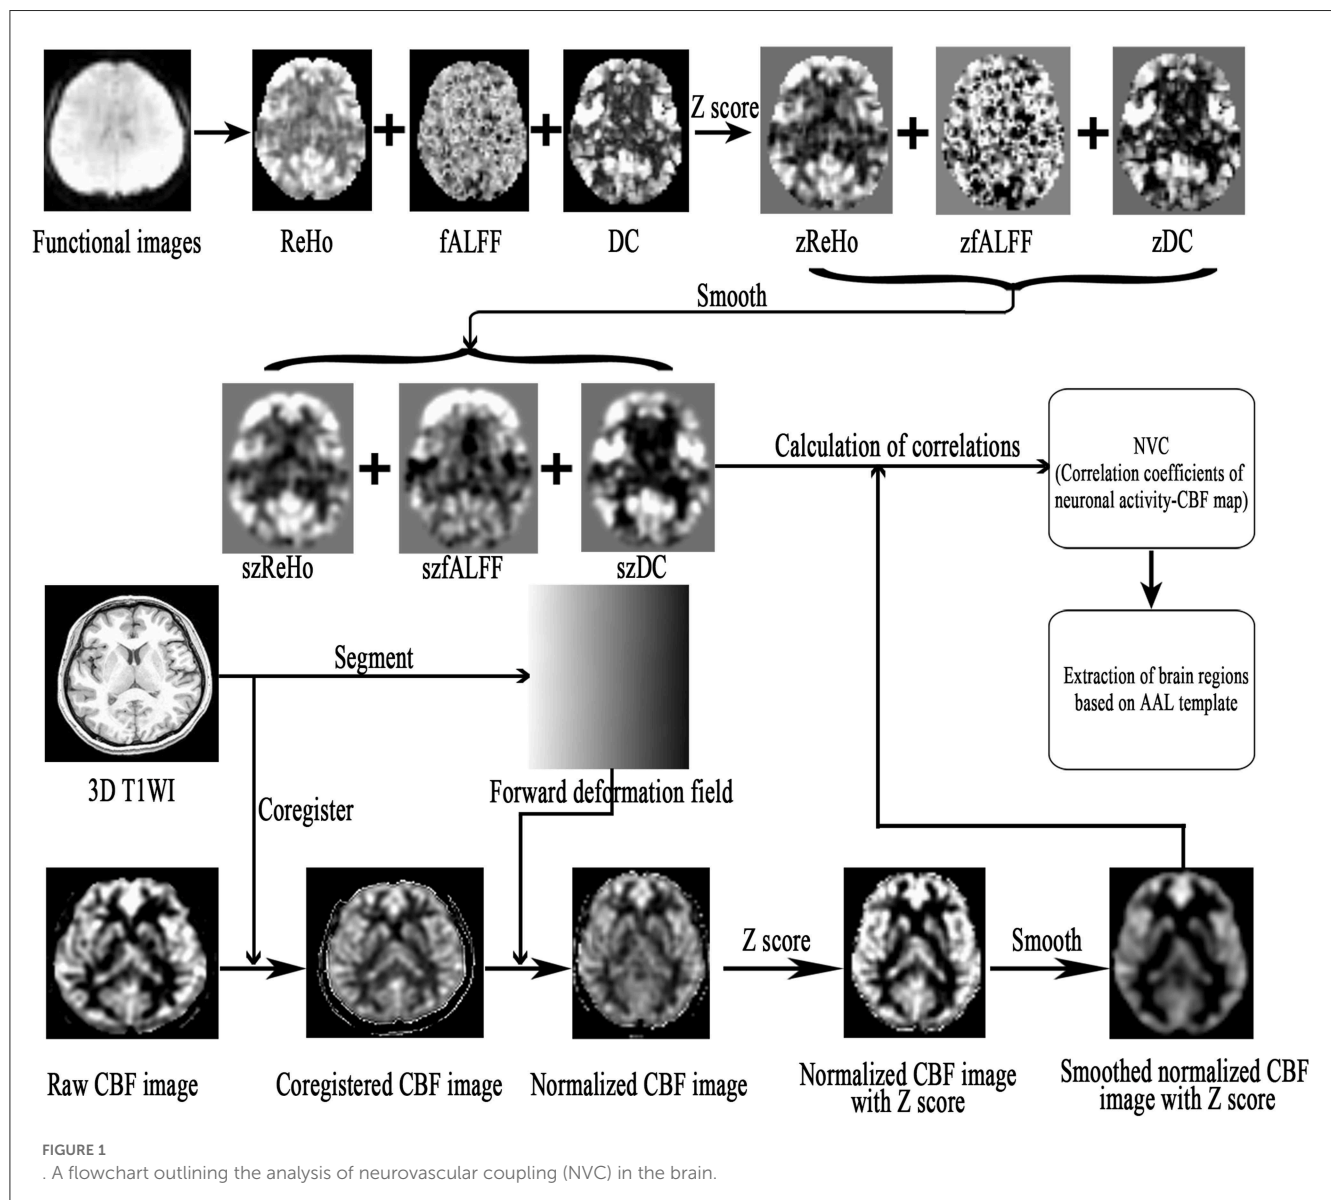 Z score
Functional images
ReHo
fALFF
DC
zReHo
zfALFF
zDC
Smooth
Calculation of correlations
NVC
(Correlation coefficients of
neuronal activity-CBF map)
szReHo
szfALFF
szDC
Segment
Extraction of brain regions
based on AAL template
3D T1WI
Forward deformation field
Coregister
Z score
Smooth
Raw CBF image
Coregistered CBF image
Normalized CBF image
Normalized CBF image
with Z score
Smoothed normalized CBF
image with Z score
FIGURE 1
. A flowchart outlining the analysis of neurovascular coupling (NVC) in the brain.